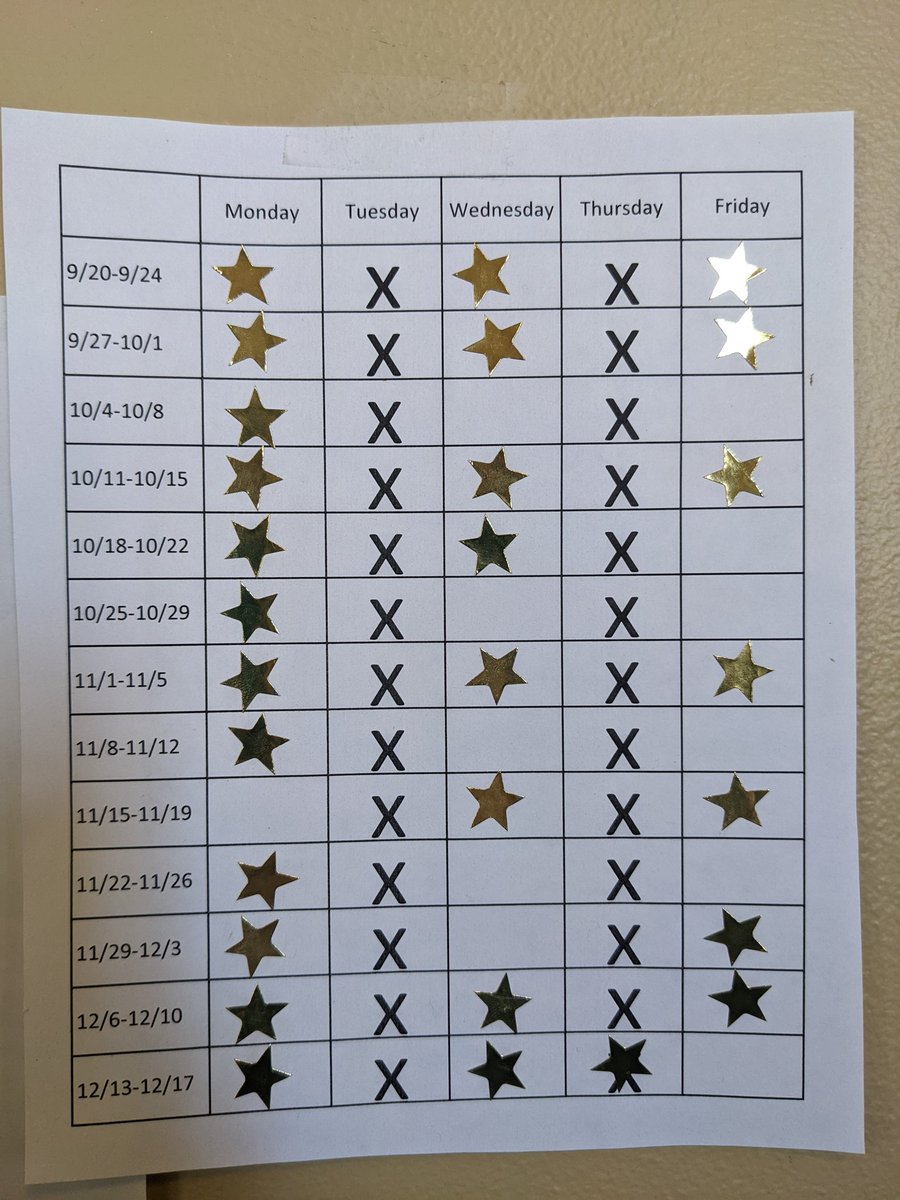 Monday Tuesday Wednesday Thursday Friday
9/20-9/24 X X
9/27-10/1 X X
10/4-10/8 X X
10/11-10/15 X X
10/18-10/22 X X
10/25-10/29 X X
11/1-11/5 X X
11/8-11/12 X X
11/15-11/19 X X
11/22-11/26 X X
11/29-12/3 X X
12/6-12/10 X X
12/13-12/17 X X